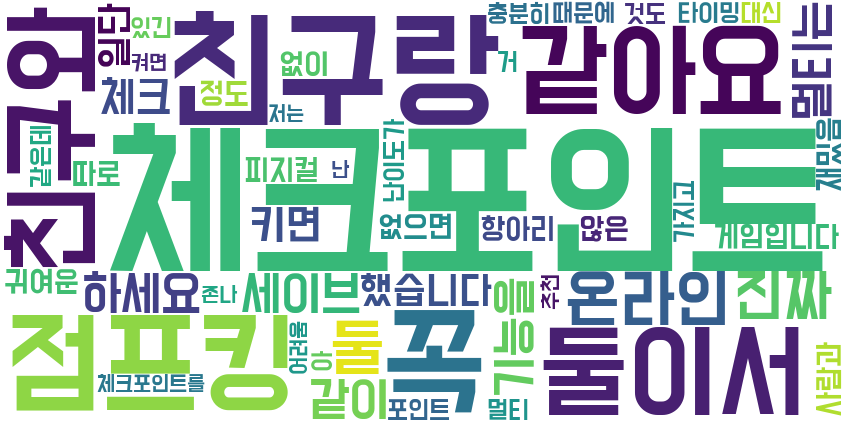 충분히 때문에 것도 타이밍 대신
친구와
일단
있긴
켜면
친구랑
없이
거
같아요
멀티는
체크
정도
저는
체크포인트
재밌음
같은데
따로
피지컬
난
난이도가
키면
없으면
항아리
않은
가지고
게임입니다
귀여운
하세요
존나
세이브
했습니다
기능을
추천
온라인
진짜
점프킹
어려움
둘
꼭
둘이서
하
체크포인트를
같이
포인트
멀티
사람과